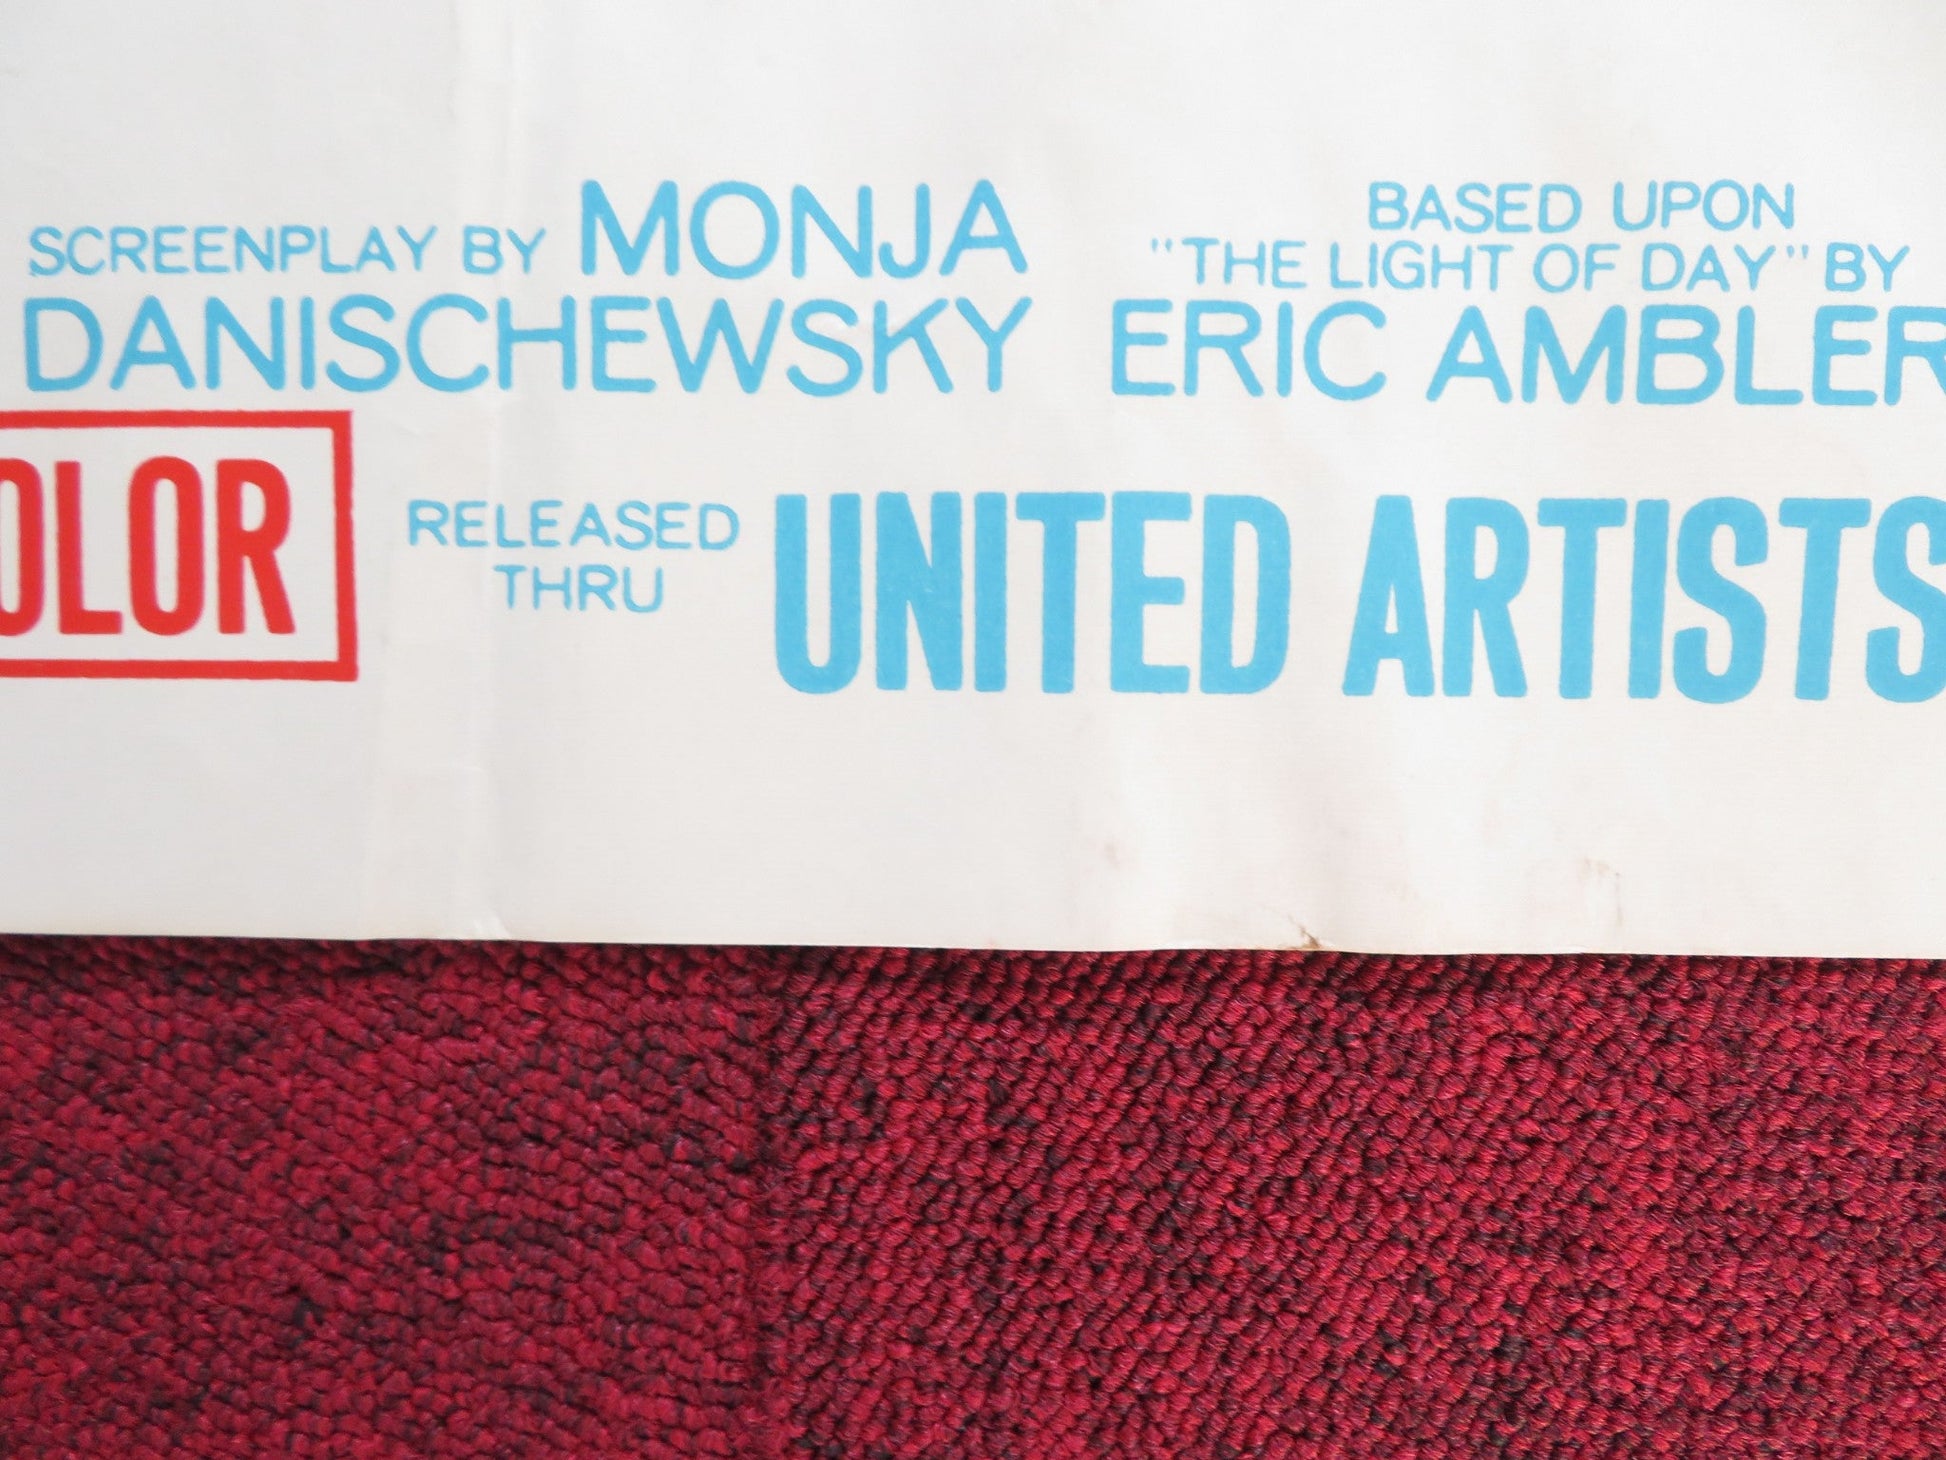 SCREENPLAY BY MONJA
DANISCHEWSKY
BASED UPON
"THE LIGHT OF DAY" BY
ERIC AMBLER
OLOR
RELEASED
THRU
UNITED ARTISTS